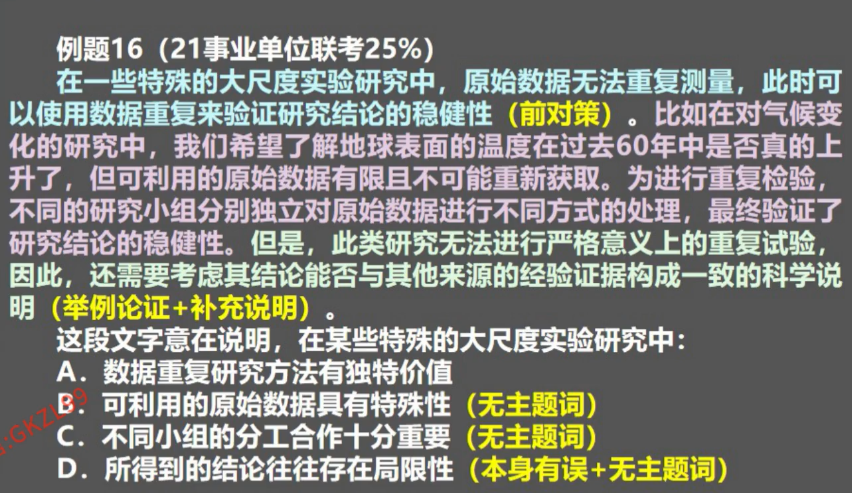 例题16（21事业单位联考25%）
在一些特殊的大尺度实验研究中，原始数据无法重复测量，此时可
以使用数据重复来验证研究结论的稳健性（前对策）。比如在对气候变
化的研究中，我们希望了解地球表面的温度在过去60年中是否真的上
升了，但可利用的原始数据有限且不可能重新获取。为进行重复检验，
不同的研究小组分别独立对原始数据进行不同方式的处理，最终验证了
研究结论的稳健性。但是，此类研究无法进行严格意义上的重复试验，
因此，还需要考虑其结论能否与其他来源的经验证据构成一致的科学说
明（举例论证+补充说明）。
这段文字意在说明，在某些特殊的大尺度实验研究中：
A．数据重复研究方法有独特价值
B．可利用的原始数据具有特殊性（无主题词）
C．不同小组的分工合作十分重要（无主题词）
D．所得到的结论往往存在局限性（本身有误+无主题词）